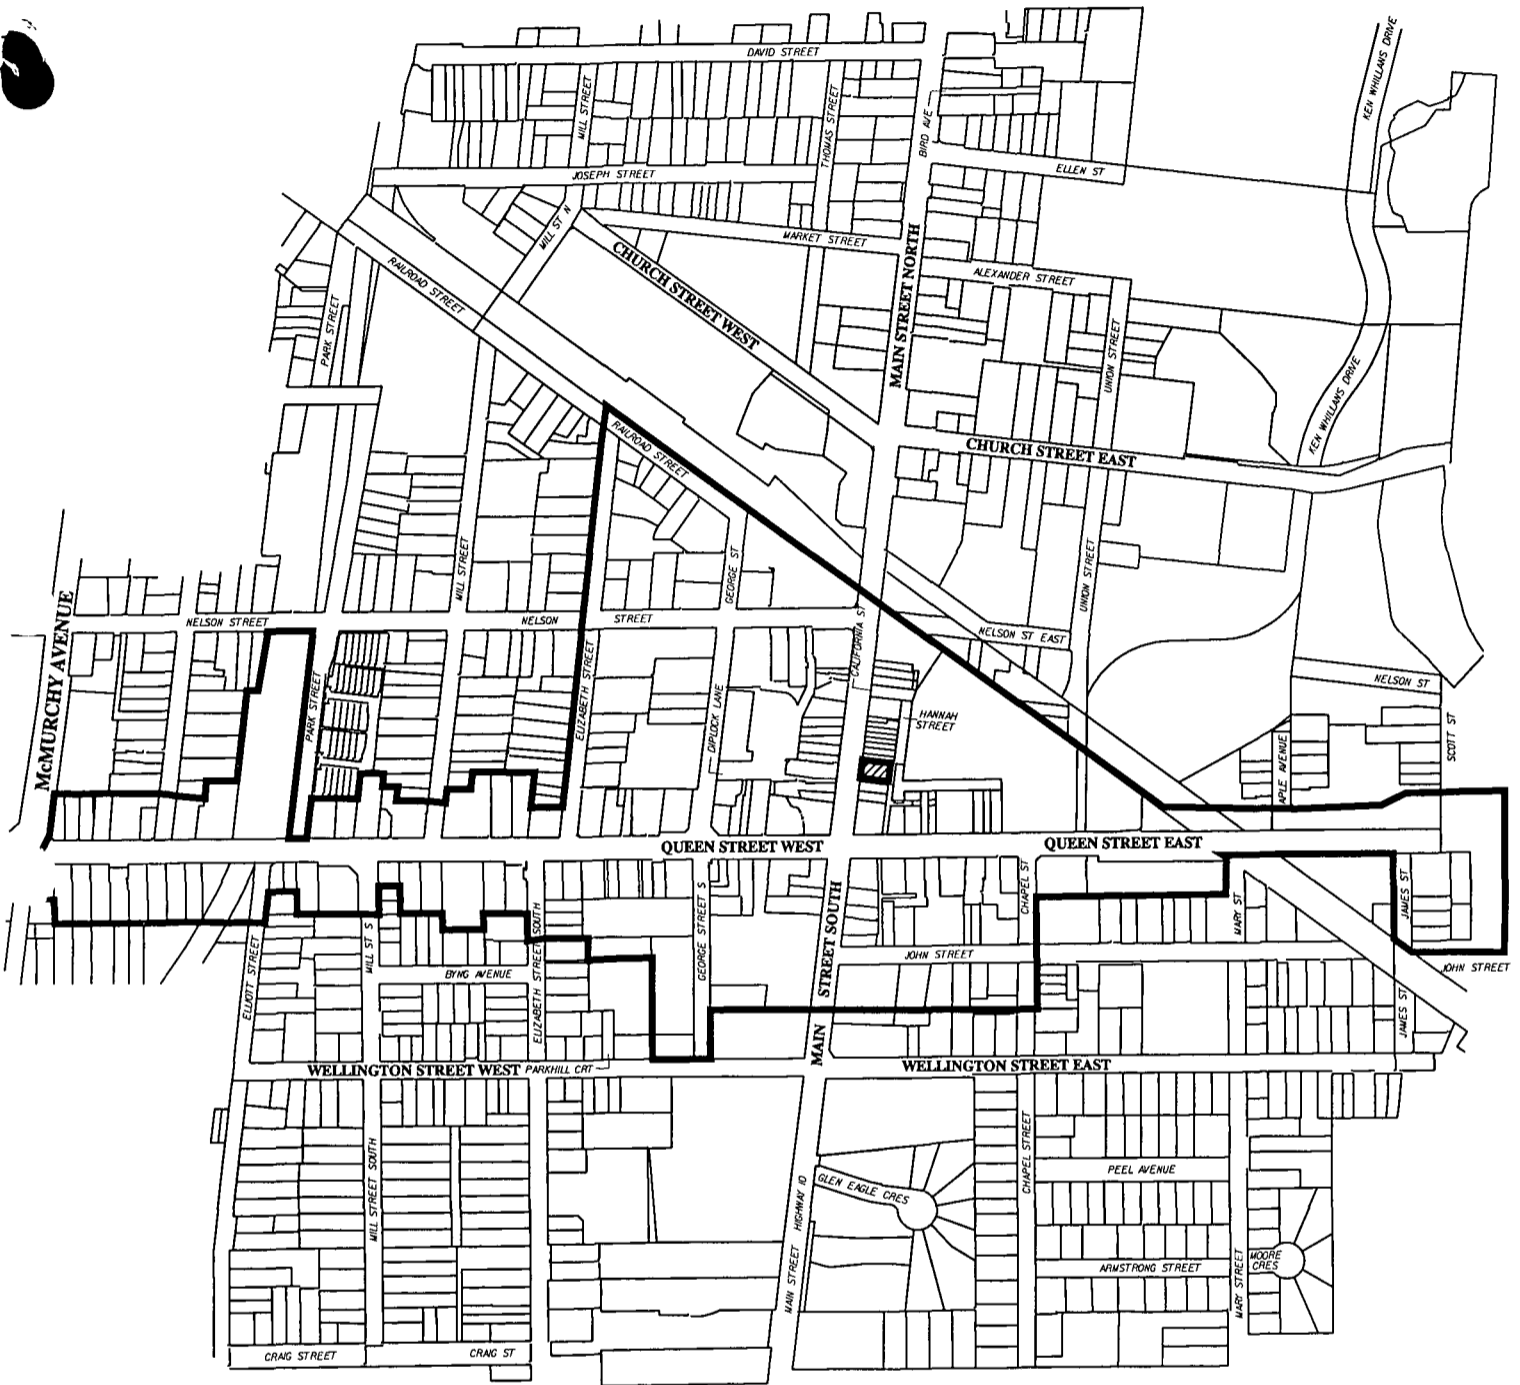 DAVID STREET
KEN WHILLANS DRIVE
MILL STREET
THOMAS STREET
BIRD AVE
JOSEPH STREET
ELLEN ST
MILL ST N
MARKET STREET
CHURCH STREET WEST
MAIN STREET NORTH
ALEXANDER STREET
RAILROAD STREET
PARK STREET
UNION STREET
KEN WHILLANS DRIVE
RAILROAD STREET
CHURCH STREET EAST
MILL STREET
GEORGE ST
UNION STREET
McMURCHY AVENUE
NELSON STREET
NELSON
STREET
CALIFORNIA ST
NELSON ST EAST
NELSON ST
PARK STREET
ELIZABETH STREET
DIPLOCK LANE
HANNAH
STREET
SCOTT ST
APLE AVENUE
QUEEN STREET WEST
QUEEN STREET EAST
CHAPEL ST
MARY ST
JAMES ST
GEORGE STREET S
MAIN STREET SOUTH
ELLIOTT STREET
MILL ST S
ELIZABETH STREET SOUTH
BYNG AVENUE
JOHN STREET
JOHN STREET
JAMES ST
WELLINGTON STREET WEST
PARKHILL CRT
WELLINGTON STREET EAST
MILL STREET SOUTH
MAIN STREET HIGHWAY 10
GLEN EAGLE CRES
CHAPEL STREET
PEEL AVENUE
ARMSTRONG STREET
MARY STREET
MOORE
CRES
CRAIG STREET
CRAIG ST